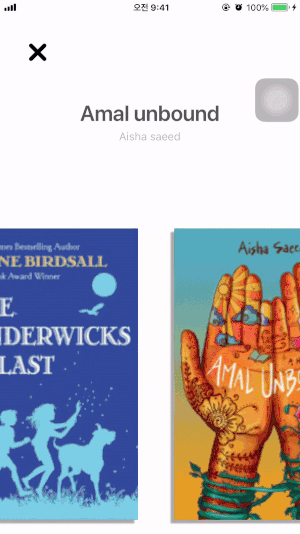 오전 9:41
100%
Amal unbound
Aisha saeed
Bestselling Author
NE BIRDSALL
ok Award Winner
E
NDERWICKS
LAST
Aisha Saee
AMAL UNBO